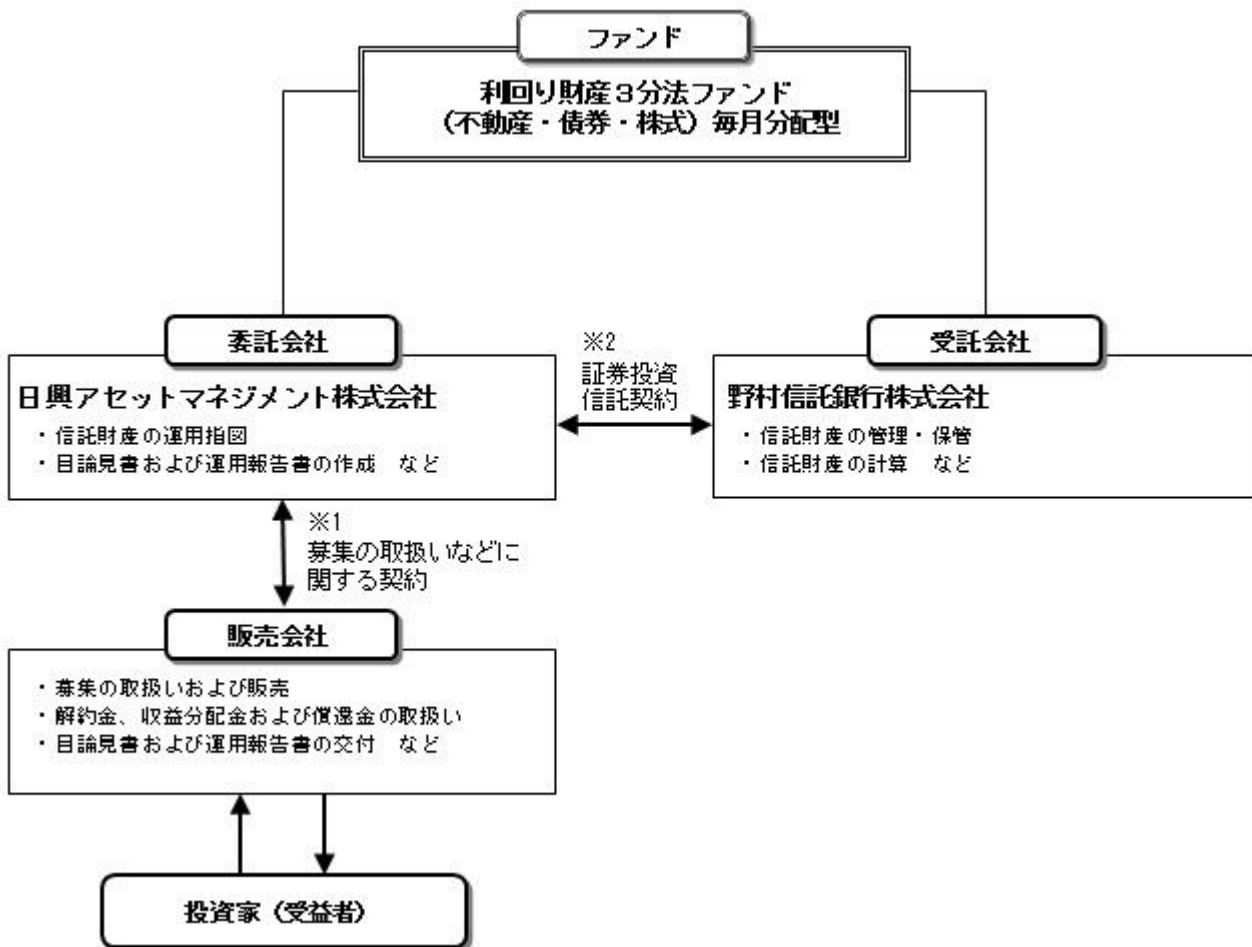 ファンド
利回り財産3分法ファンド
(不動産・債券・株式)毎月分配型
委託会社
日興アセットマネジメント株式会社
・信託財産の運用指図
・目論見書および運用報告書の作成 など
※2
証券投資
信託契約
受託会社
野村信託銀行株式会社
・信託財産の管理・保管
・信託財産の計算 など
※1
募集の取扱いなどに
関する契約
販売会社
・募集の取扱いおよび販売
・解約金、収益分配金および償還金の取扱い
・目論見書および運用報告書の交付 など
投資家(受益者)